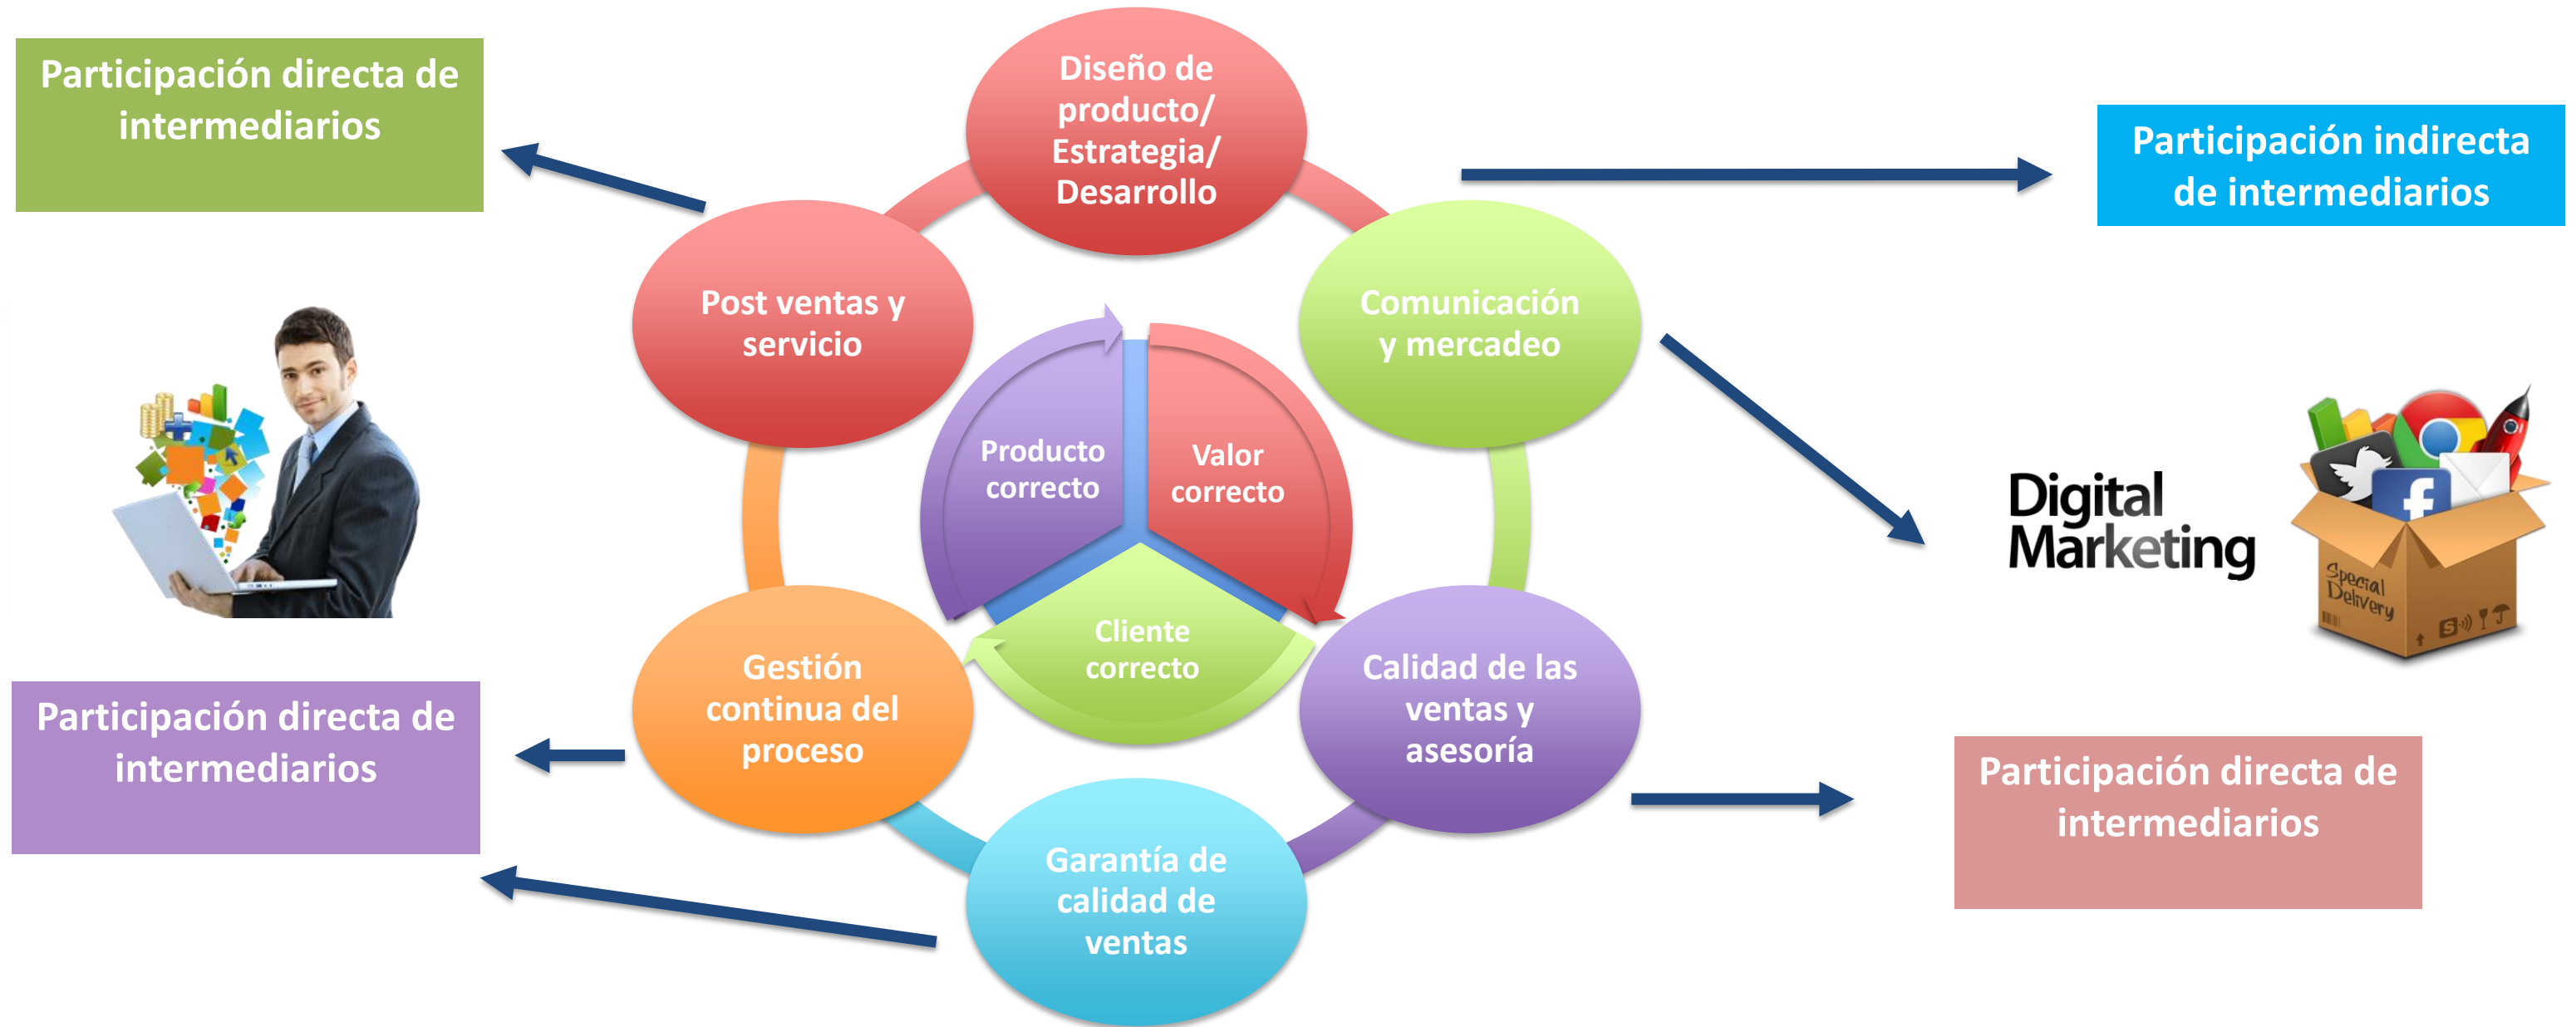 Participación directa de
intermediarios
Diseño de
producto/
Estrategia/
Desarrollo
Participación indirecta
de intermediarios
Post ventas y
servicio
Comunicación
y mercadeo
Producto
correcto
Valor
correcto
Cliente
correcto
Digital
Marketing
Special
Delivery
Gestión
continua del
proceso
Calidad de las
ventas y
asesoría
Participación directa de
intermediarios
Participación directa de
intermediarios
Garantía de
calidad de
ventas